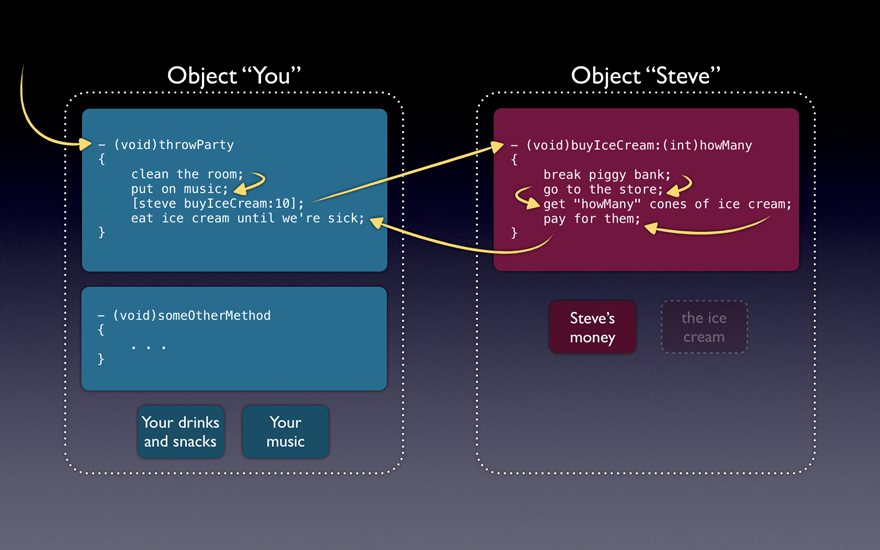 Object “You”
- (void)throwParty
{
clean the room;
put on music;
[steve buyIceCream:10];
eat ice cream until we're sick;
}
- (void)someOtherMethod
{
. . .
}
Your drinks
and snacks
Your
music
Object “Steve”
- (void)buyIceCream:(int)howMany
{
break piggy bank;
go to the store;
get "howMany" cones of ice cream;
pay for them;
}
Steve’s
money
the ice
cream